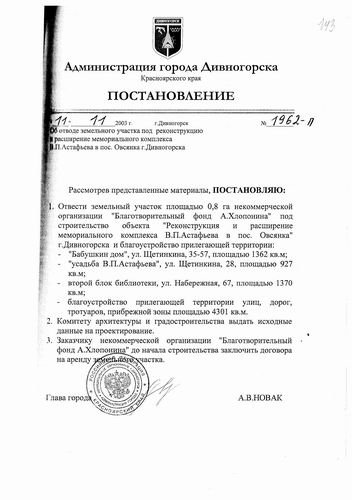 143
ДИВНОГОРСК
Администрация города Дивногорска
Красноярского края
ПОСТАНОВЛЕНИЕ
11- 11 2003 г. г.Дивногорск № 1962-п
Об отводе земельного участка под реконструкцию
и расширение мемориального комплекса
В.П.Астафьева в пос. Овсянка г.Дивногорска
Рассмотрев представленные материалы, ПОСТАНОВЛЯЮ:
1. Отвести земельный участок площадью 0,8 га некоммерческой
организации "Благотворительный фонд А.Хлопонина" под
строительство объекта "Реконструкция и расширение
мемориального комплекса В.П.Астафьева в пос. Овсянка"
г.Дивногорска и благоустройство прилегающей территории:
- "Бабушкин дом", ул. Щетинкина, 35-57, площадью 1362 кв.м;
- "усадьба В.П.Астафьева", ул. Щетинкина, 28, площадью 927
кв.м;
- второй блок библиотеки, ул. Набережная, 67, площадью 1370
кв.м;
- благоустройство прилегающей территории улиц, дорог,
тротуаров, прибрежной зоны площадью 4301 кв.м.
2. Комитету архитектуры и градостроительства выдать исходные
данные на проектирование.
3. Заказчику некоммерческой организации "Благотворительный
фонд А.Хлопонина" до начала строительства заключить договора
на аренду земельного участка.
Глава города А.В.НОВАК